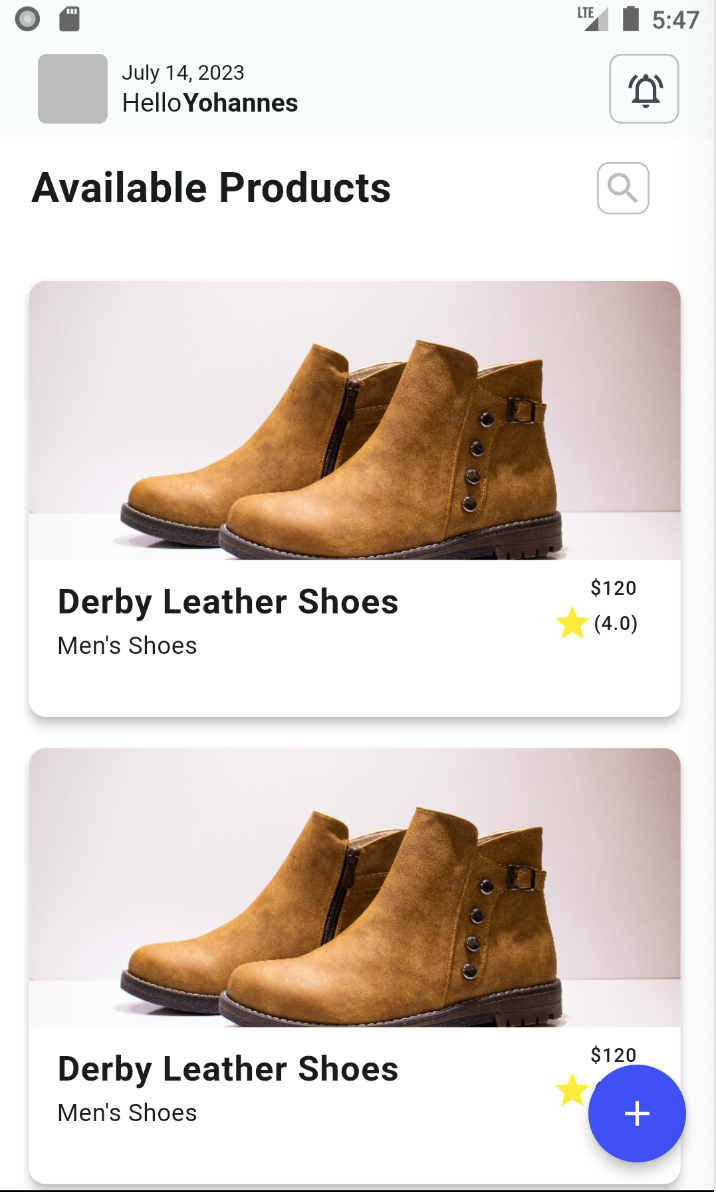 LTE 5:47
July 14, 2023
HelloYohannes
Available Products
Derby Leather Shoes
$120
(4.0)
Men's Shoes
Derby Leather Shoes
$120
Men's Shoes